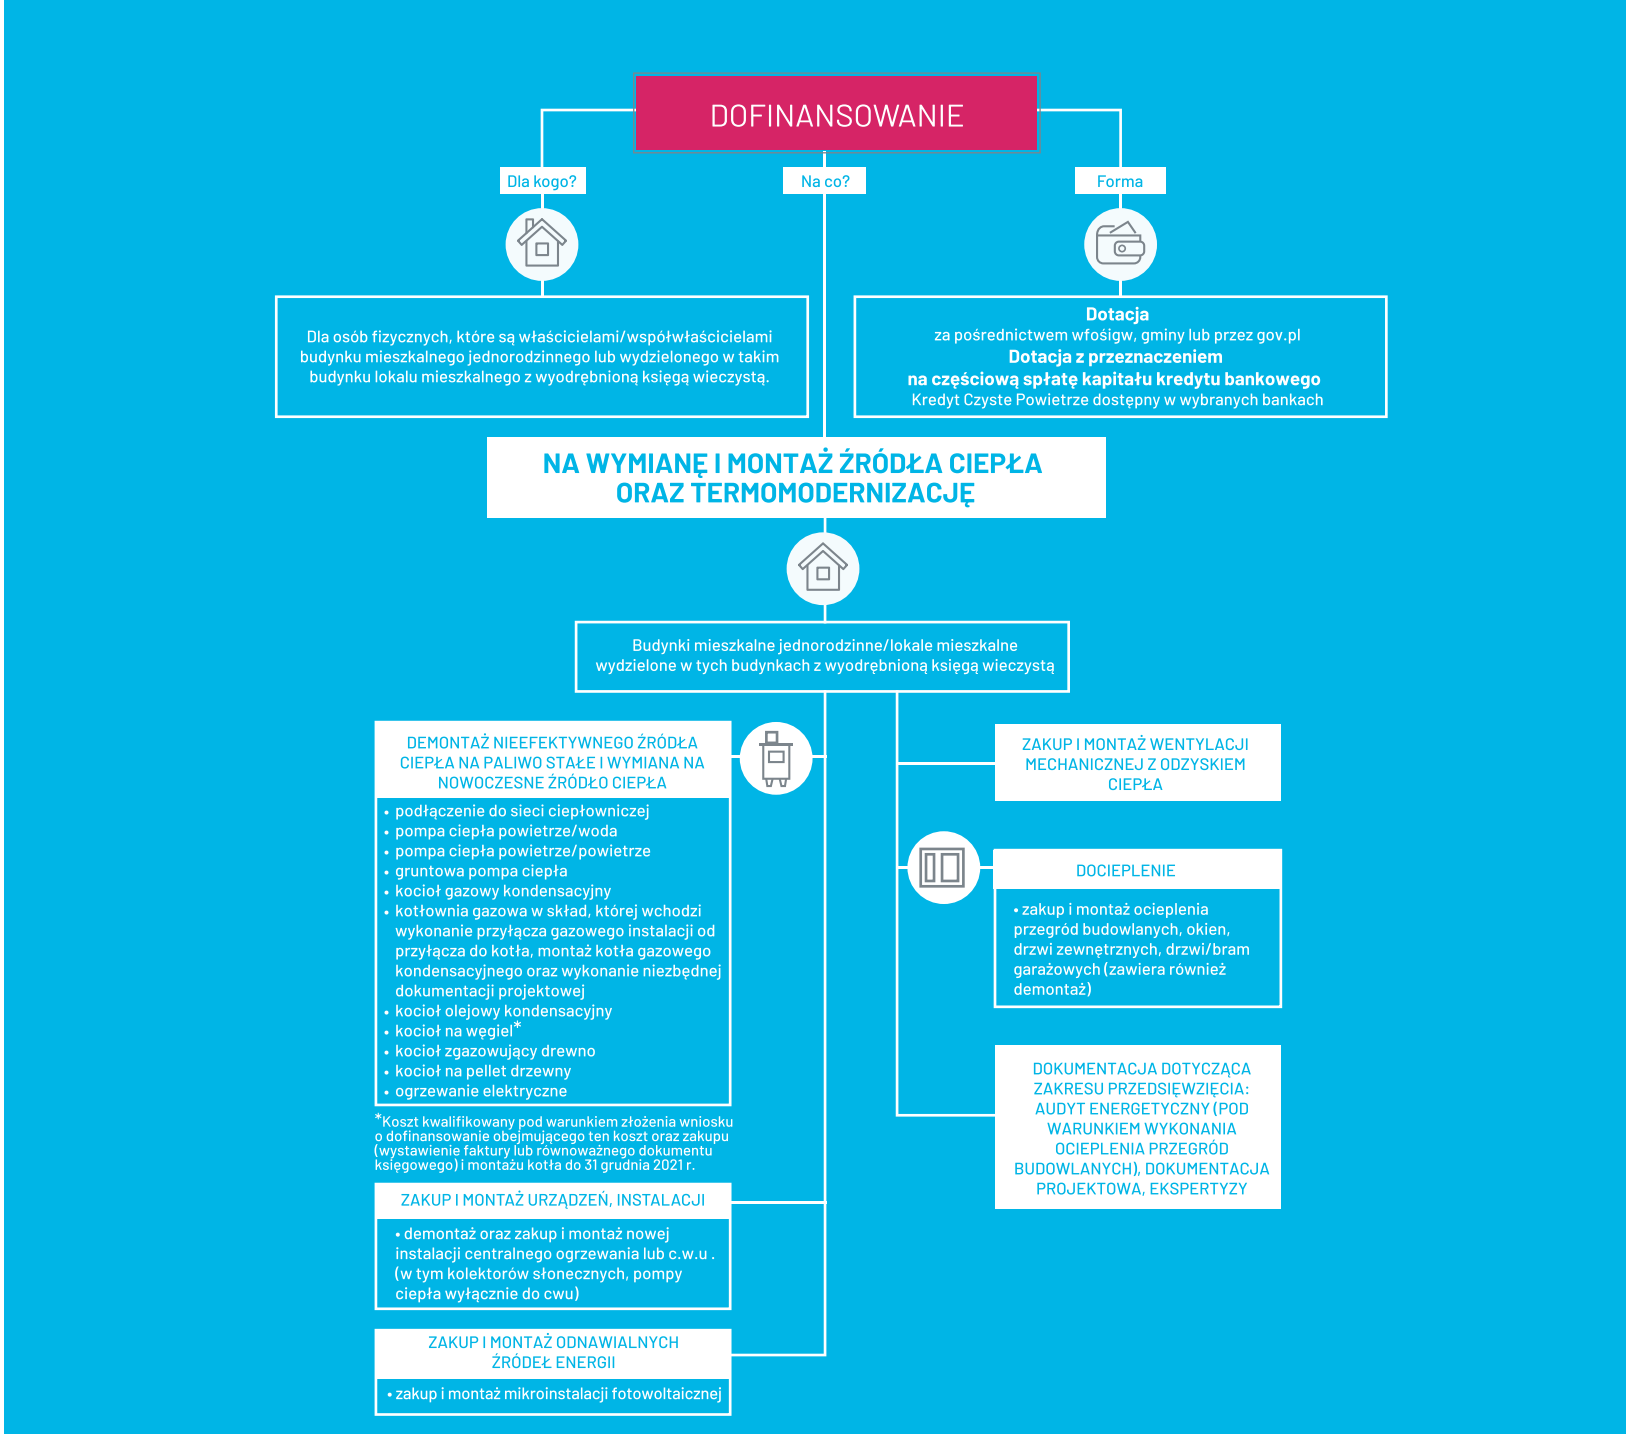 DOFINANSOWANIE
Dla kogo?
Na co?
Forma
Dla osób fizycznych, które są właścicielami/współwłaścicielami
budynku mieszkalnego jednorodzinnego lub wydzielonego w takim
budynku lokalu mieszkalnego z wyodrębnioną księgą wieczystą.
Dotacja
za pośrednictwem wfośigw, gminy lub przez gov.pl
Dotacja z przeznaczeniem
na częściową spłatę kapitału kredytu bankowego
Kredyt Czyste Powietrze dostępny w wybranych bankach
NA WYMIANĘ I MONTAŻ ŹRÓDŁA CIEPŁA
ORAZ TERMOMODERNIZACJĘ
Budynki mieszkalne jednorodzinne/lokale mieszkalne
wydzielone w tych budynkach z wyodrębnioną księgą wieczystą
DEMONTAŻ NIEEFEKTYWNEGO ŹRÓDŁA
CIEPŁA NA PALIWO STAŁE I WYMIANA NA
NOWOCZESNE ŹRÓDŁO CIEPŁA
• podłączenie do sieci ciepłowniczej
• pompa ciepła powietrze/woda
• pompa ciepła powietrze/powietrze
• gruntowa pompa ciepła
• kocioł gazowy kondensacyjny
• kotłownia gazowa w skład, której wchodzi
wykonanie przyłącza gazowego instalacji od
przyłącza do kotła, montaż kotła gazowego
kondensacyjnego oraz wykonanie niezbędnej
dokumentacji projektowej
• kocioł olejowy kondensacyjny
• kocioł na węgiel*
• kocioł zgazowujący drewno
• kocioł na pellet drzewny
• ogrzewanie elektryczne
*Koszt kwalifikowany pod warunkiem złożenia wniosku
o dofinansowanie obejmującego ten koszt oraz zakupu
(wystawienie faktury lub równoważnego dokumentu
księgowego) i montażu kotła do 31 grudnia 2021 r.
ZAKUP I MONTAŻ URZĄDZEŃ, INSTALACJI
• demontaż oraz zakup i montaż nowej
instalacji centralnego ogrzewania lub c.w.u .
(w tym kolektorów słonecznych, pompy
ciepła wyłącznie do cwu)
ZAKUP I MONTAŻ ODNAWIALNYCH
ŹRÓDEŁ ENERGII
• zakup i montaż mikroinstalacji fotowoltaicznej
ZAKUP I MONTAŻ WENTYLACJI
MECHANICZNEJ Z ODZYSKIEM
CIEPŁA
DOCIEPLENIE
• zakup i montaż ocieplenia
przegród budowlanych, okien,
drzwi zewnętrznych, drzwi/bram
garażowych (zawiera również
demontaż)
DOKUMENTACJA DOTYCZĄCA
ZAKRESU PRZEDSIĘWZIĘCIA:
AUDYT ENERGETYCZNY (POD
WARUNKIEM WYKONANIA
OCIEPLENIA PRZEGRÓD
BUDOWLANYCH), DOKUMENTACJA
PROJEKTOWA, EKSPERTYZY